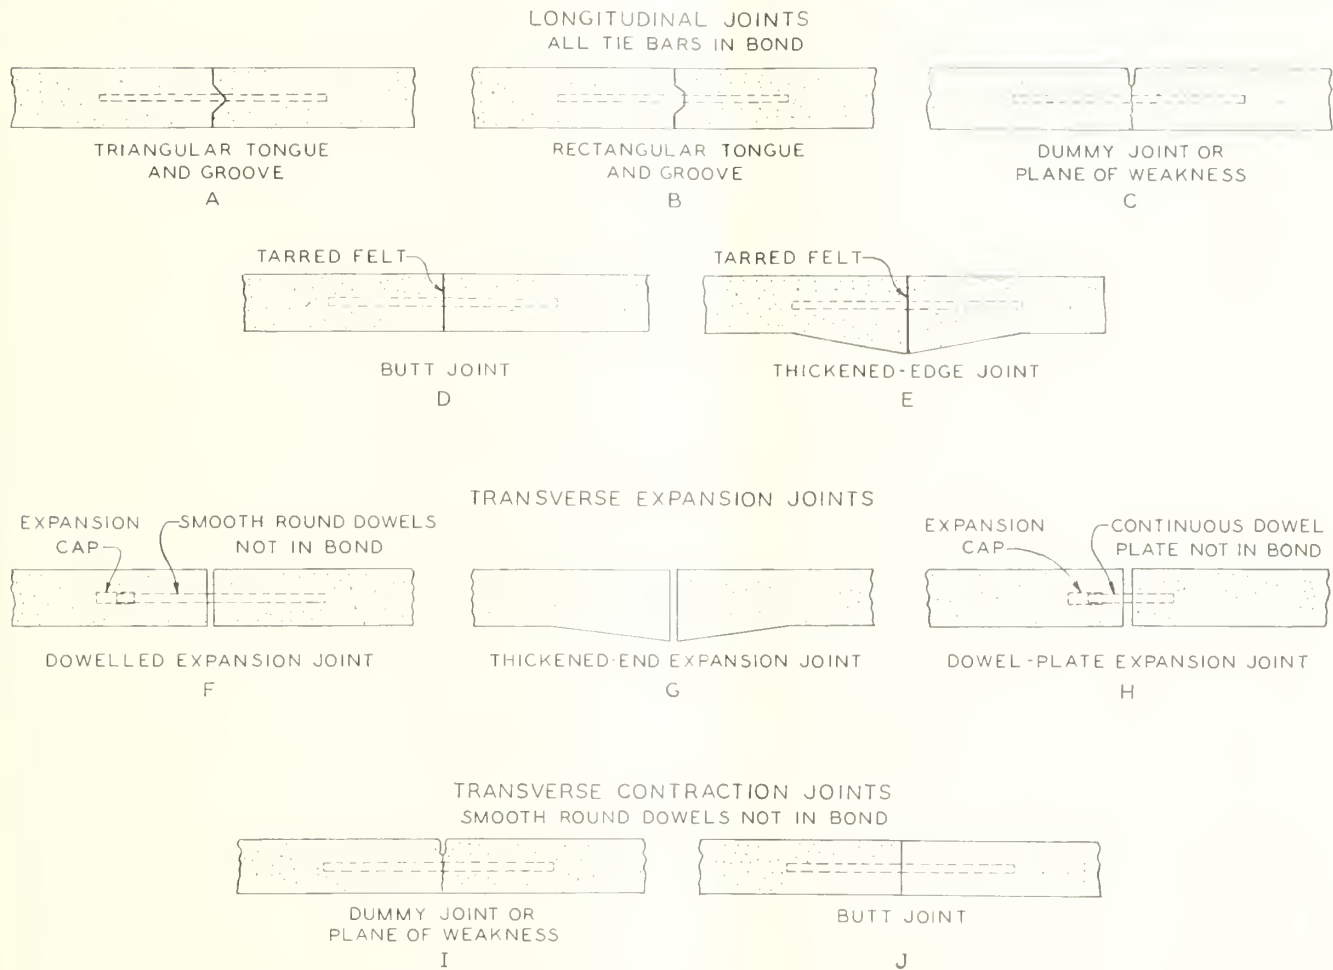 LONGITUDINAL JOINTS
ALL TIE BARS IN BOND
TRIANGULAR TONGUE
AND GROOVE
A
RECTANGULAR TONGUE
AND GROOVE
B
DUMMY JOINT OR
PLANE OF WEAKNESS
C
TARRED FELT
BUTT JOINT
D
TARRED FELT
THICKENED-EDGE JOINT
E
TRANSVERSE EXPANSION JOINTS
EXPANSION
CAP
SMOOTH ROUND DOWELS
NOT IN BOND
DOWELLED EXPANSION JOINT
F
THICKENED-END EXPANSION JOINT
G
EXPANSION
CAP
CONTINUOUS DOWEL
PLATE NOT IN BOND
DOWEL-PLATE EXPANSION JOINT
H
TRANSVERSE CONTRACTION JOINTS
SMOOTH ROUND DOWELS NOT IN BOND
DUMMY JOINT OR
PLANE OF WEAKNESS
I
BUTT JOINT
J